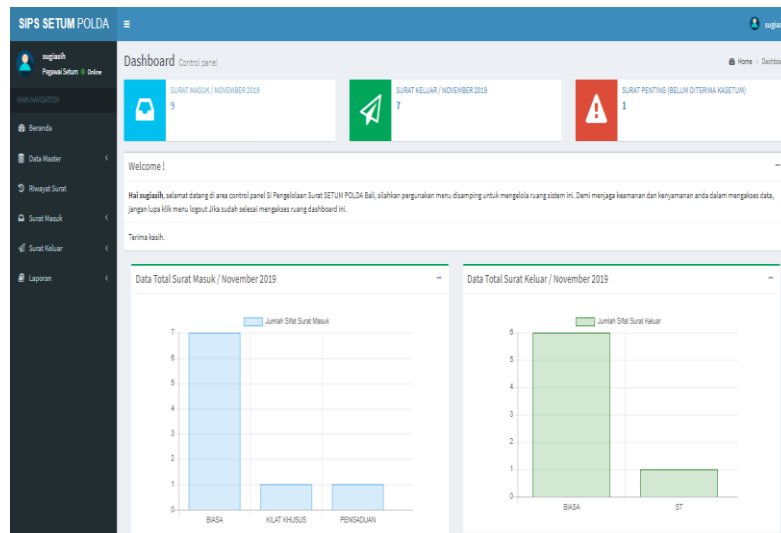 SIPS SETUM POLDA
sugiasih
Pegawai Setum Online
MAIN NAVIGATION
Beranda
Data Master
Riwayat Surat
Surat Masuk
Surat Keluar
Laporan
Dashboard Control panel
Home > Dashboa
SURAT MASUK / NOVEMBER 2019
9
SURAT KELUAR / NOVEMBER 2019
7
SURAT PENTING (BELUM DITERIMA KASETUM)
1
Welcome !
Hai sugiasih, selamat datang di area control panel SI Pengelolaan Surat SETUM POLDA Bali, silahkan pergunakan menu disamping untuk mengelola ruang sistem ini. Demi menjaga keamanan dan kenyamanan anda dalam mengakses data,
jangan lupa klik menu logout Jika sudah selesai mengakses ruang dashboard ini.
Terima kasih.
Data Total Surat Masuk / November 2019
Jumlah Sifat Surat Masuk
7
6
5
4
3
2
1
0
BIASA KILAT KHUSUS PENGADUAN
Data Total Surat Keluar / November 2019
Jumlah Sifat Surat Keluar
6
5
4
3
2
1
0
BIASA ST